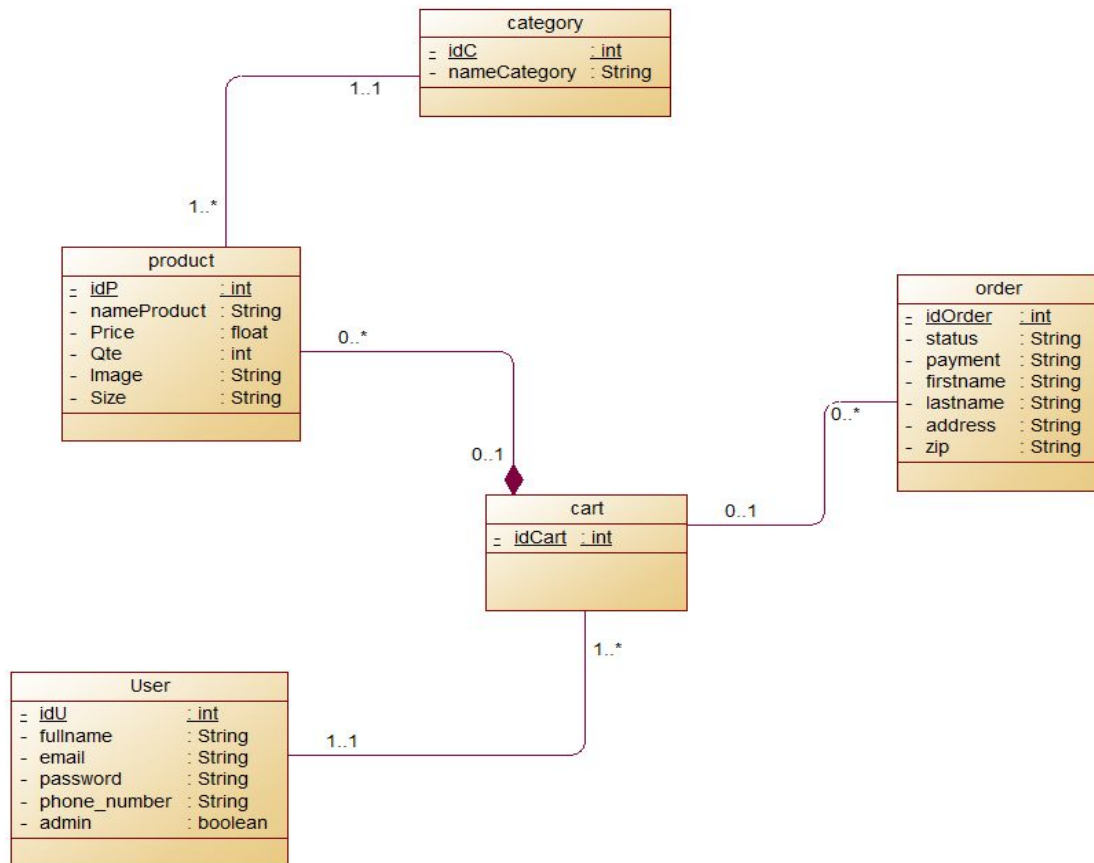 category
- idC : int
- nameCategory : String
1..1
1..*
product
- idP : int
- nameProduct : String
- Price : float
- Qte : int
- Image : String
- Size : String
0..*
0..1
order
- idOrder : int
- status : String
- payment : String
- firstname : String
- lastname : String
- address : String
- zip : String
0..*
0..1
cart
- idCart : int
1..*
1..1
User
- idU : int
- fullname : String
- email : String
- password : String
- phone_number : String
- admin : boolean